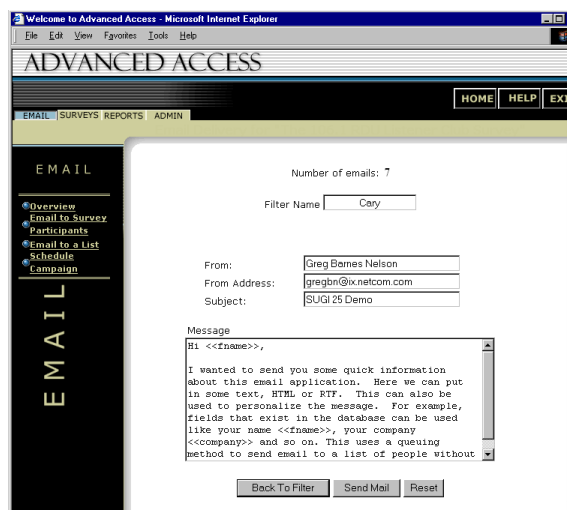 Welcome to Advanced Access - Microsoft Internet Explorer
File Edit View Favorites Tools Help
ADVANCED ACCESS
HOME HELP EXI
EMAIL SURVEYS REPORTS ADMIN
EMAIL
Overview
Email to Survey
Participants
Email to a List
Schedule
Campaign
EMAIL
Number of emails: 7
Filter Name Cary
From: Greg Barnes Nelson
From Address: gregbn@ix.netcom.com
Subject: SUGI 25 Demo
Message
Hi <<fname>>,
I wanted to send you some quick information
about this email application. Here we can put
in some text, HTML or RTF. This can also be
used to personalize the message. For example,
fields that exist in the database can be used
like your name <<fname>>, your company
<<company>> and so on. This uses a queuing
method to send email to a list of people without
Back To Filter Send Mail Reset